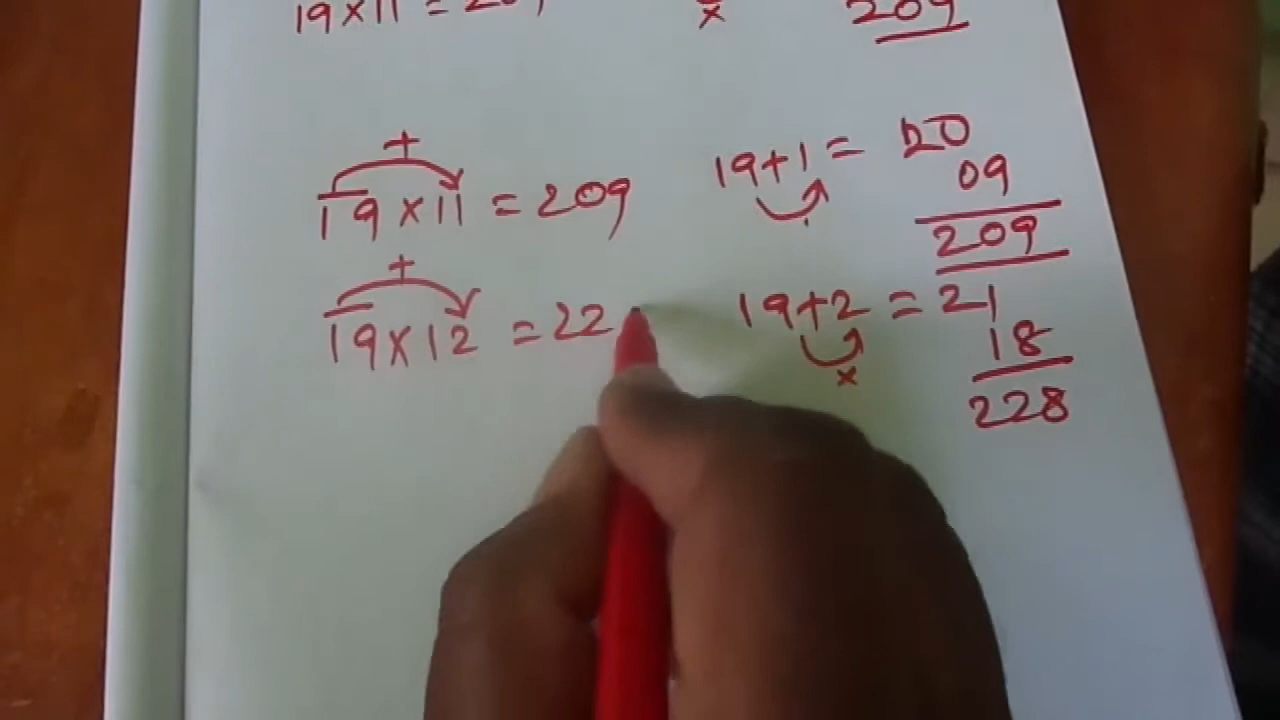 19×11 = 209
×
209
+
19×11 = 209
19+1 = 20
09
209
+
19×12 = 22
19+2 = 21
18
×
228